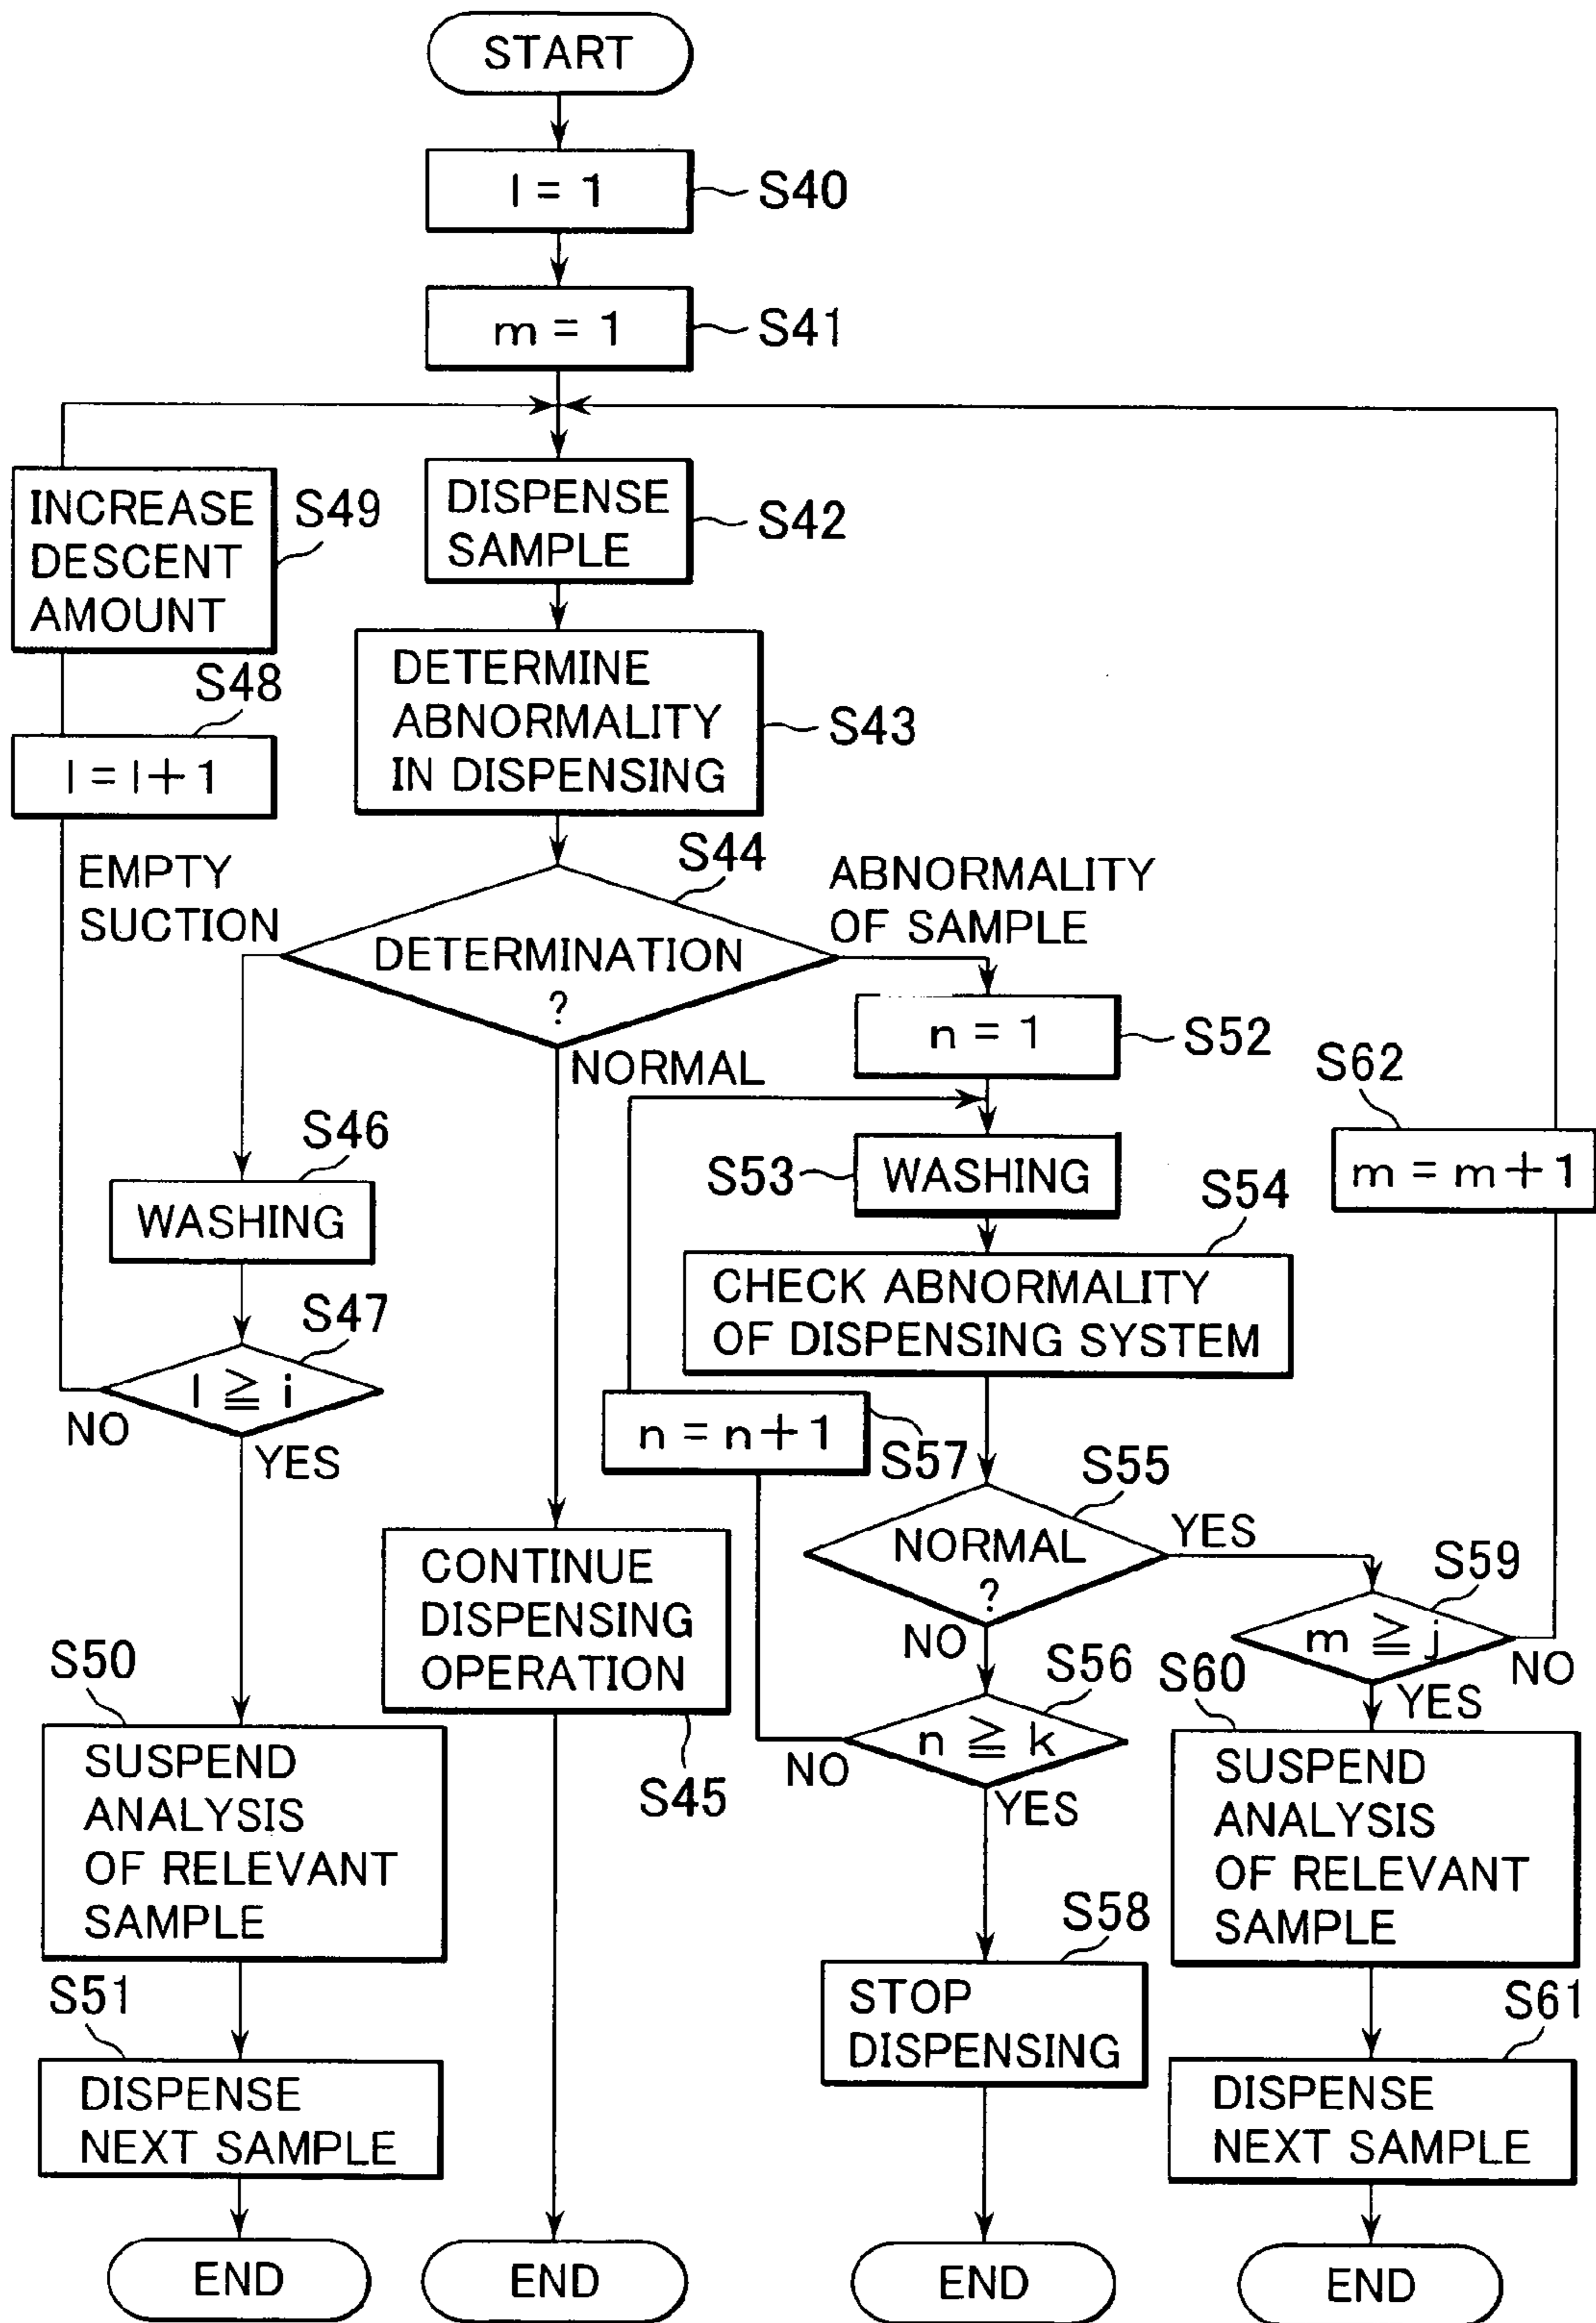 START
l = 1
S40
m = 1
S41
INCREASE
DESCENT
AMOUNT
S49
DISPENSE
SAMPLE
S42
S48
l = l + 1
DETERMINE
ABNORMALITY
IN DISPENSING
S43
EMPTY
SUCTION
S44
DETERMINATION
?
ABNORMALITY
OF SAMPLE
NORMAL
n = 1
S52
S62
m = m + 1
S46
WASHING
S53
WASHING
S54
CHECK ABNORMALITY
OF DISPENSING SYSTEM
S47
l ≧ i
NO
YES
n = n + 1
S57
S55
NORMAL
?
YES
NO
S59
m ≧ j
NO
YES
CONTINUE
DISPENSING
OPERATION
S45
S56
n ≧ k
NO
YES
S50
SUSPEND
ANALYSIS
OF RELEVANT
SAMPLE
S60
SUSPEND
ANALYSIS
OF RELEVANT
SAMPLE
S58
STOP
DISPENSING
S51
DISPENSE
NEXT SAMPLE
S61
DISPENSE
NEXT SAMPLE
END
END
END
END